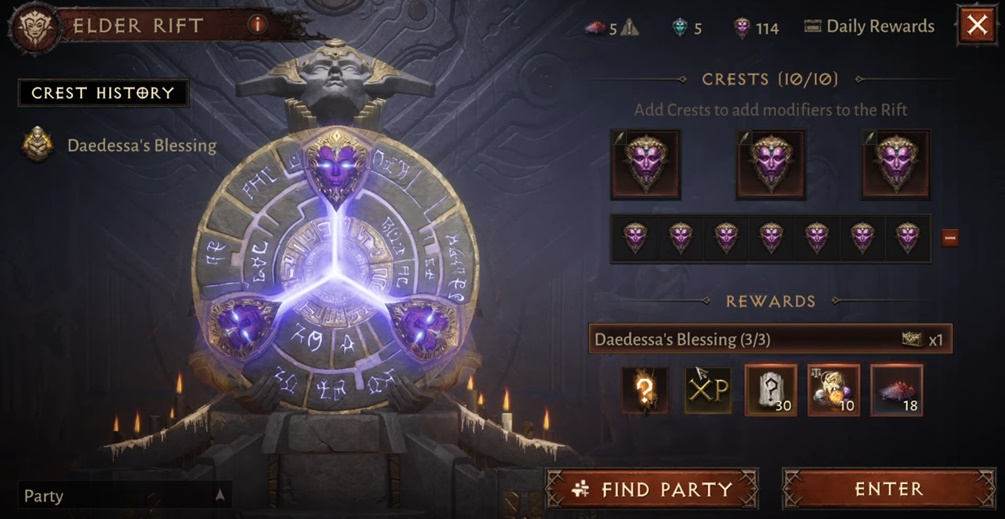 ELDER RIFT
i
5
5
114
Daily Rewards
CREST HISTORY
Daedessa's Blessing
CRESTS (10/10)
Add Crests to add modifiers to the Rift
REWARDS
Daedessa's Blessing (3/3)
x1
?
XP
?
30
10
18
Party
FIND PARTY
ENTER